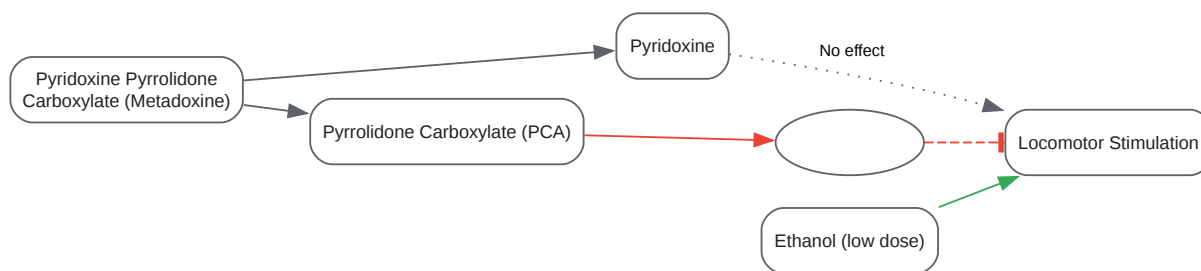 Pyridoxine
No effect
Pyridoxine Pyrrolidone
Carboxylate (Metadoxine)
Pyrrolidone Carboxylate (PCA)
Locomotor Stimulation
Ethanol (low dose)